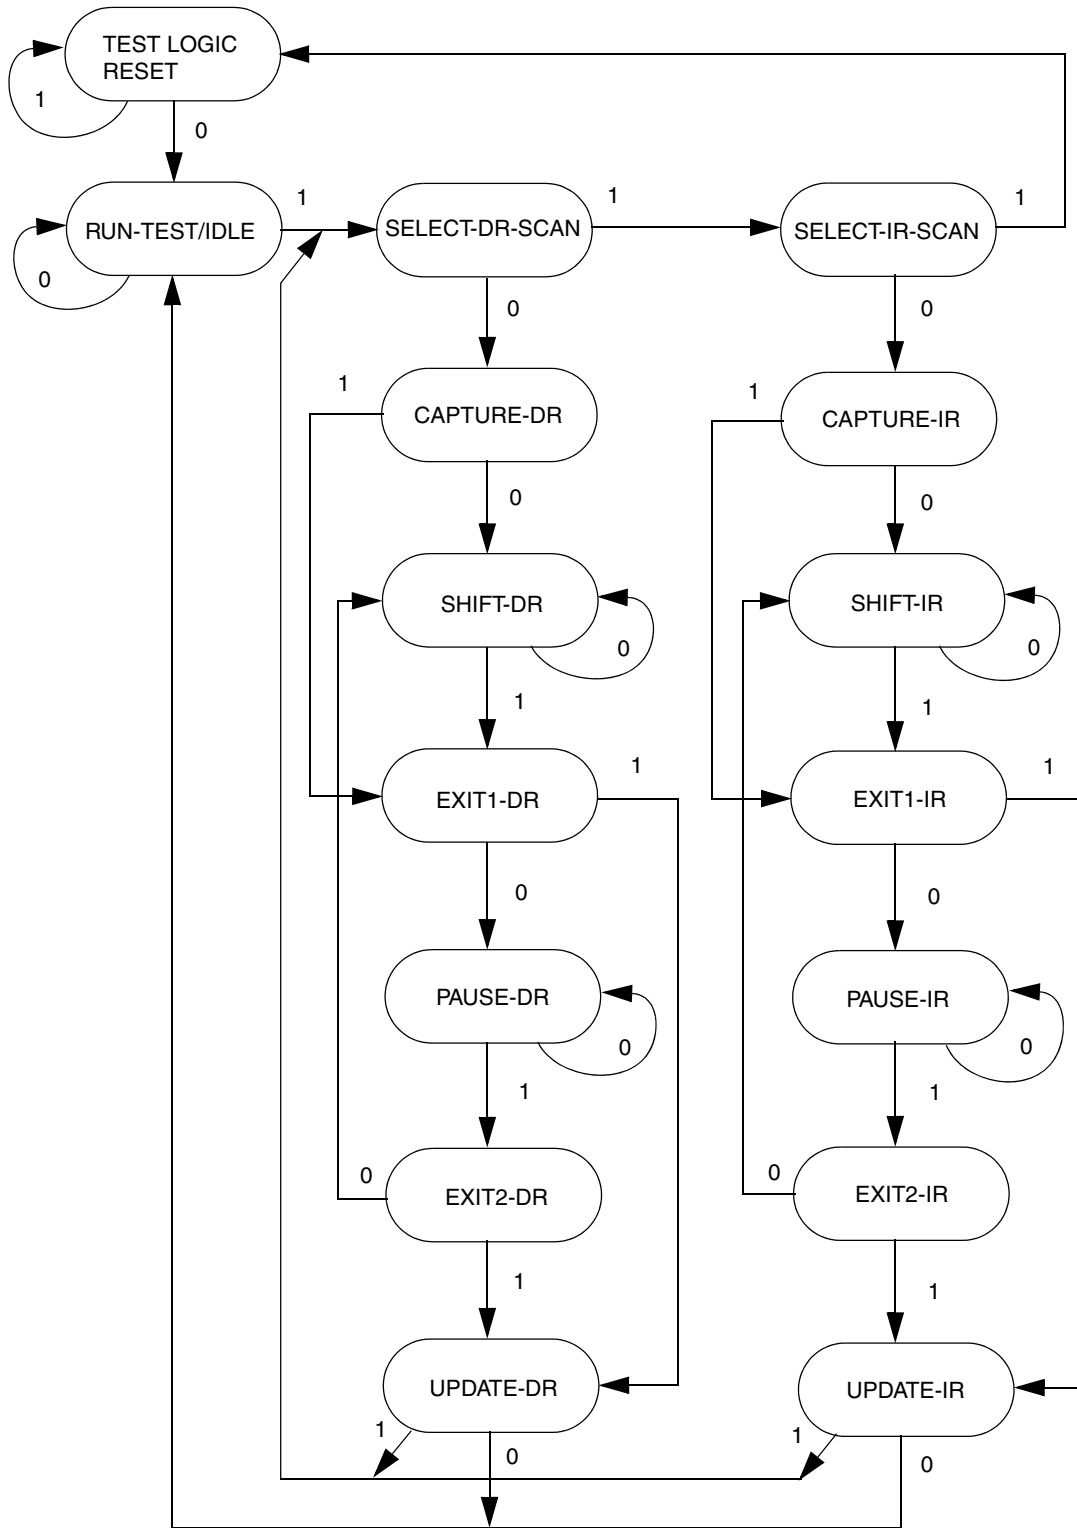 TEST LOGIC
RESET
1
0
RUN-TEST/IDLE
0
1
SELECT-DR-SCAN
1
SELECT-IR-SCAN
1
0
0
1
CAPTURE-DR
1
CAPTURE-IR
0
0
SHIFT-DR
0
SHIFT-IR
0
1
1
EXIT1-DR
1
EXIT1-IR
1
0
0
PAUSE-DR
0
PAUSE-IR
0
1
1
0
EXIT2-DR
0
EXIT2-IR
1
1
UPDATE-DR
UPDATE-IR
1
0
1
0